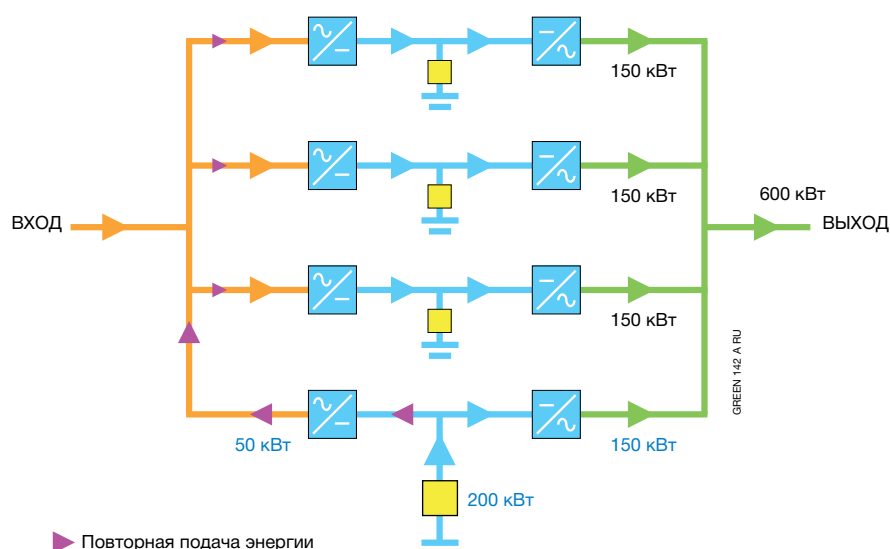 150 кВт
150 кВт
600 кВт
ВХОД
ВЫХОД
150 кВт
GREEN 142 A RU
50 кВт
150 кВт
200 кВт
Повторная подача энергии